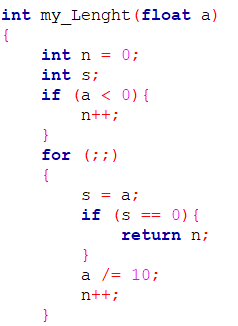 int my_Lenght(float a)
{
    int n = 0;
    int s;
    if (a < 0){
        n++;
    }
    for (;;)
    {
        s = a;
        if (s == 0){
            return n;
        }
        a /= 10;
        n++;
    }